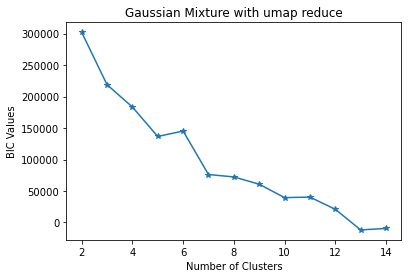 Gaussian Mixture with umap reduce
300000
250000
200000
150000
100000
50000
0
BIC Values
2 4 6 8 10 12 14
Number of Clusters